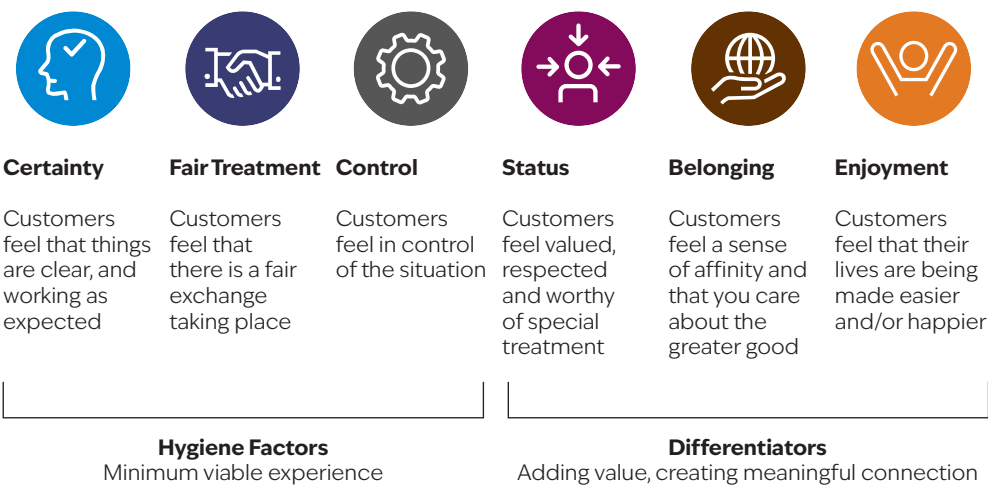 Certainty
Customers
feel that things
are clear, and
working as
expected
Fair Treatment
Customers
feel that
there is a fair
exchange
taking place
Control
Customers
feel in control
of the situation
Status
Customers
feel valued,
respected
and worthy
of special
treatment
Belonging
Customers
feel a sense
of affinity and
that you care
about the
greater good
Enjoyment
Customers
feel that their
lives are being
made easier
and/or happier
Hygiene Factors
Minimum viable experience
Differentiators
Adding value, creating meaningful connection